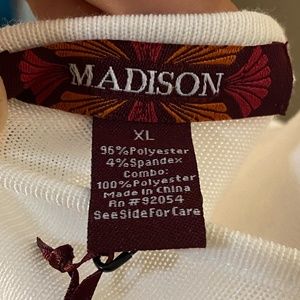 MADISON
XL
96%Polyester
4%Spandex
Combo:
100%Polyester
Made In China
Rn #92054
SeeSideForCare